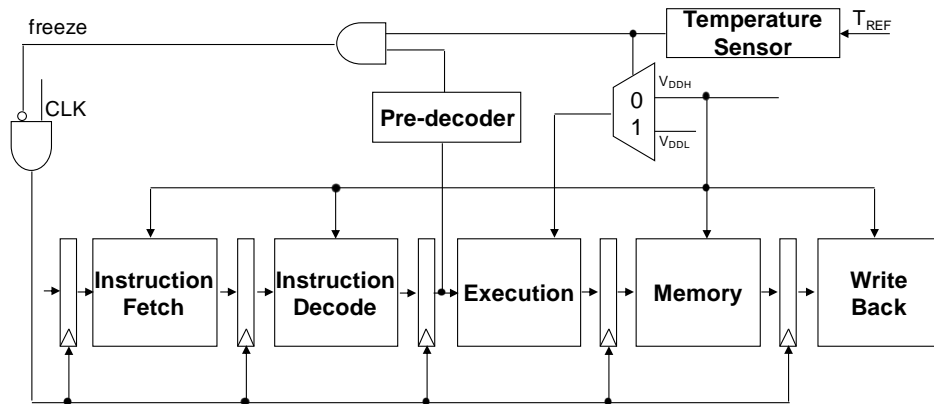 freeze
Temperature
Sensor
TREF
CLK
Pre-decoder
VDDH
0
1
VDDL
Instruction
Fetch
Instruction
Decode
Execution
Memory
Write
Back